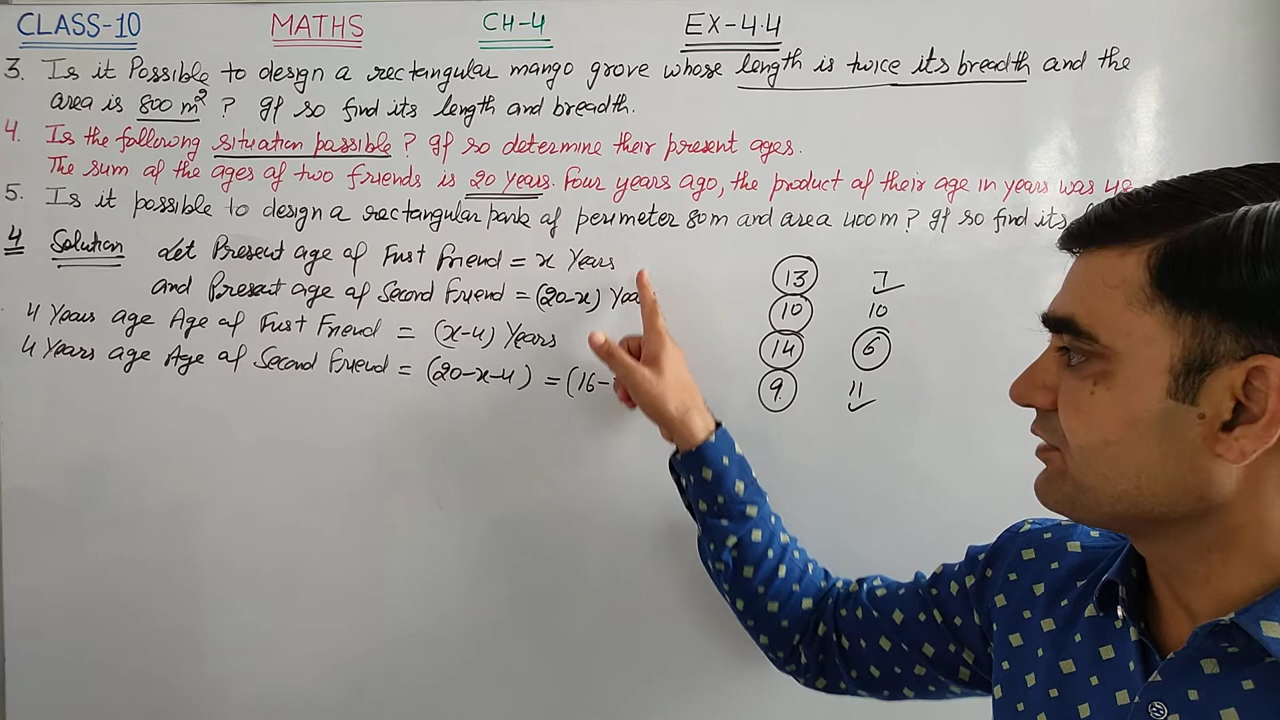 CLASS-10 MATHS CH-4 EX-4.4
3. Is it Possible to design a rectangular mango grove whose length is twice its breadth and the
area is 800 m² ? If so find its length and breadth.
4. Is the following situation possible ? If so determine their present ages.
The sum of the ages of two friends is 20 years. Four years ago, the product of their age in years was 48
5. Is it possible to design a rectangular park of perimeter 80m and area 400m ? If so find its
4 Solution Let Present age of First Friend = x Years
and Present age of Second Friend = (20-x) Yea
4 Years age Age of First Friend = (x-4) Years
4 Years age Age of Second Friend = (20-x-4) = (16-
13 7
10 10
14 6
9 11